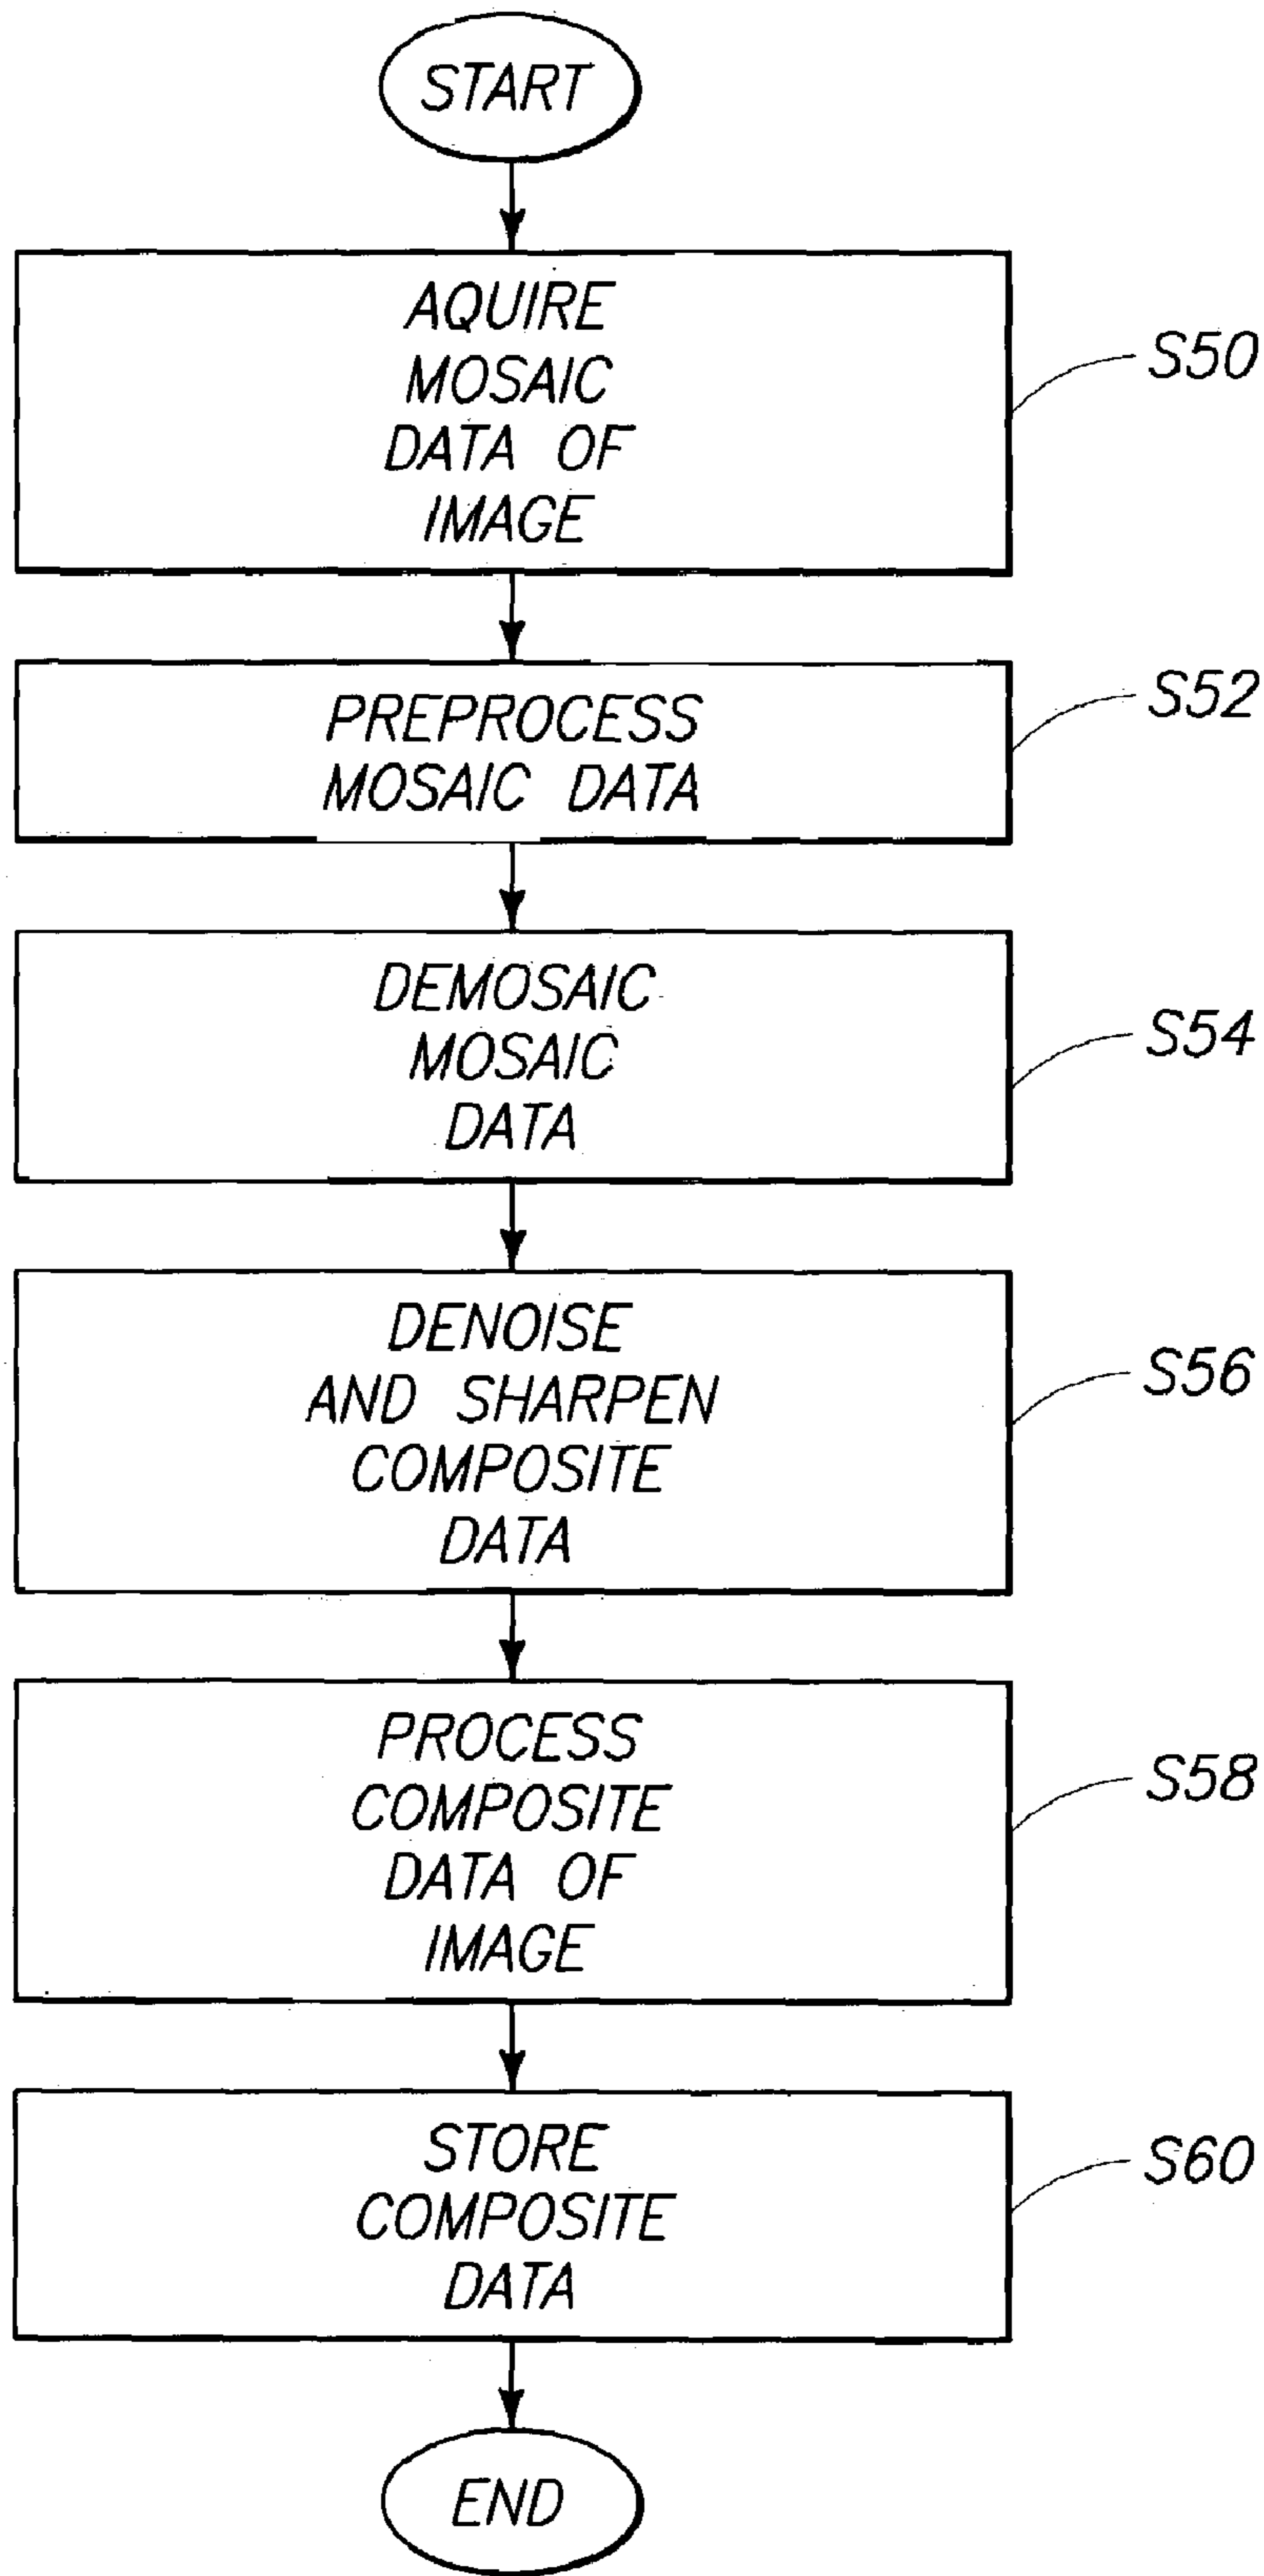 START
AQUIRE
MOSAIC
DATA OF
IMAGE
S50
PREPROCESS
MOSAIC DATA
S52
DEMOSAIC
MOSAIC
DATA
S54
DENOISE
AND SHARPEN
COMPOSITE
DATA
S56
PROCESS
COMPOSITE
DATA OF
IMAGE
S58
STORE
COMPOSITE
DATA
S60
END